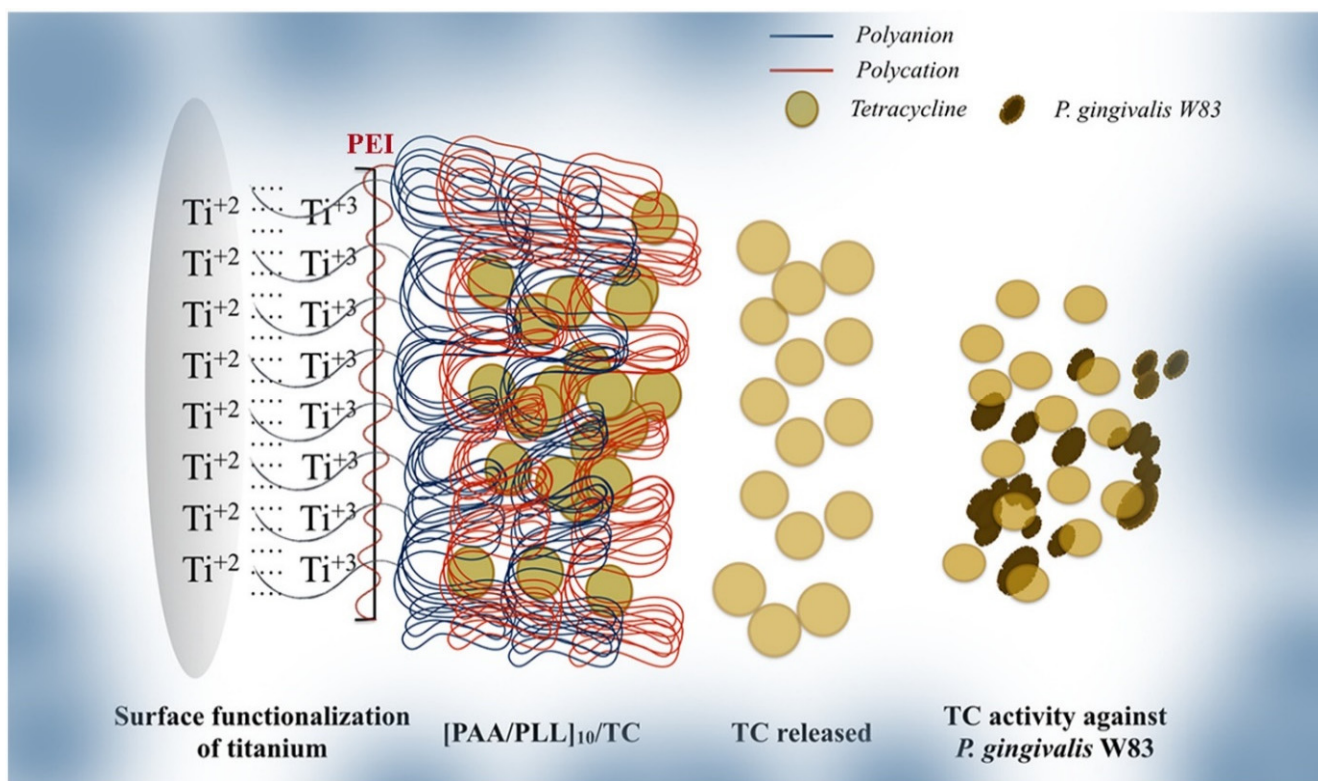 Polyanion
Polycation
Tetracycline
P. gingivalis W83
PEI
Ti+2 .... Ti+3
Ti+2 .... Ti+3
Ti+2 .... Ti+3
Ti+2 .... Ti+3
Ti+2 .... Ti+3
Ti+2 .... Ti+3
Ti+2 .... Ti+3
Ti+2 .... Ti+3
Surface functionalization
of titanium
[PAA/PLL]10/TC
TC released
TC activity against
P. gingivalis W83